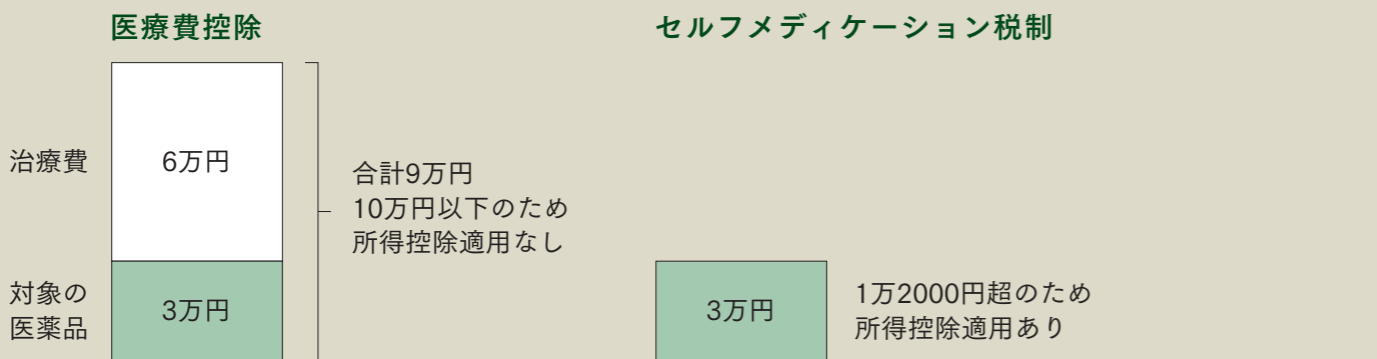 医療費控除
セルフメディケーション税制
治療費
6万円
合計9万円
10万円以下のため
所得控除適用なし
対象の
医薬品
3万円
3万円
1万2000円超のため
所得控除適用あり